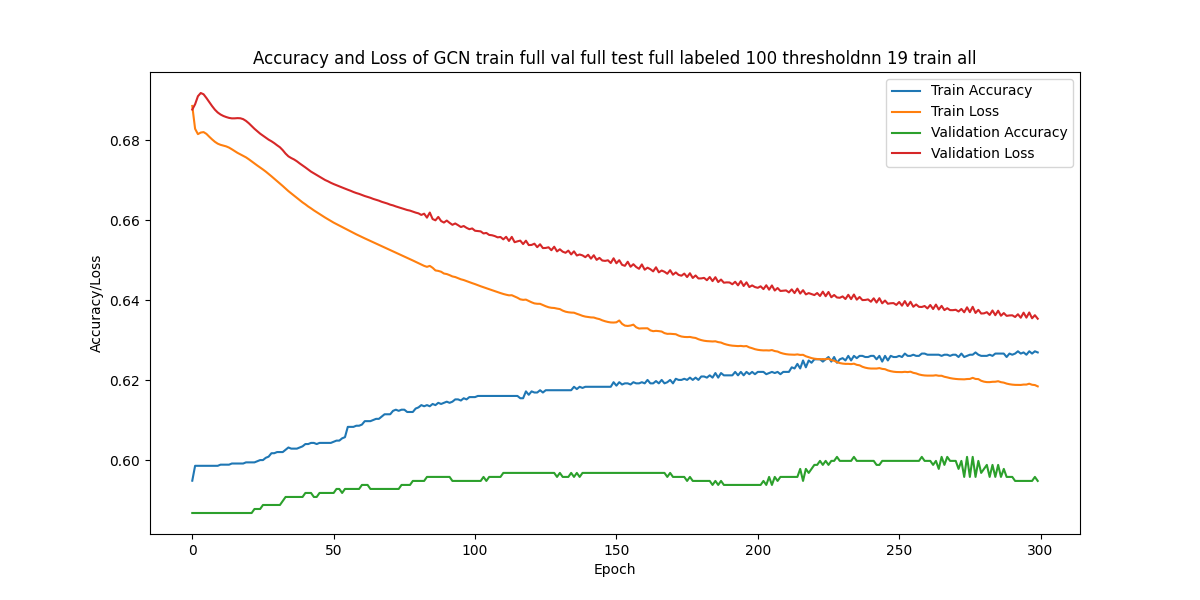 Accuracy and Loss of GCN train full val full test full labeled 100 thresholdnn 19 train all
Train Accuracy
Train Loss
Validation Accuracy
Validation Loss
Accuracy/Loss
0.68
0.66
0.64
0.62
0.60
0 50 100 150 200 250 300
Epoch